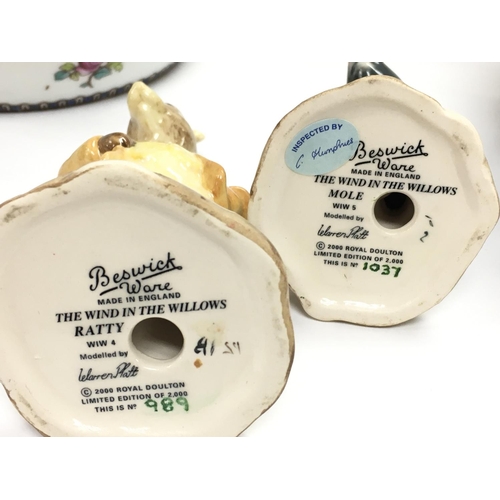 Beswick
Ware
MADE IN ENGLAND
THE WIND IN THE WILLOWS
RATTY
WIW 4
Modelled by
Warren Platt
© 2000 ROYAL DOULTON
LIMITED EDITION OF 2,000
THIS IS Nº 989
INSPECTED BY
C. Humphries
Beswick
Ware
MADE IN ENGLAND
THE WIND IN THE WILLOWS
MOLE
WIW 5
Modelled by
Warren Platt
© 2000 ROYAL DOULTON
LIMITED EDITION OF 2,000
THIS IS Nº 1037